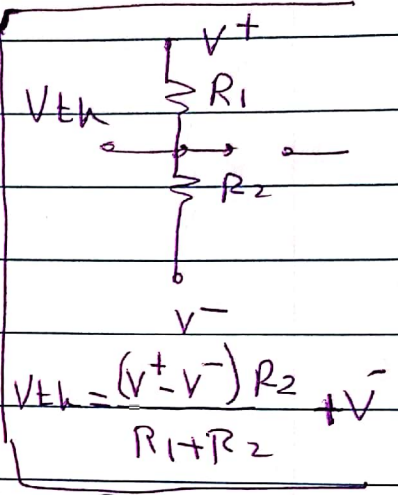 V+
R1
Vth
R2
V-
Vth = (V+ - V-) R2 / R1+R2 + V-